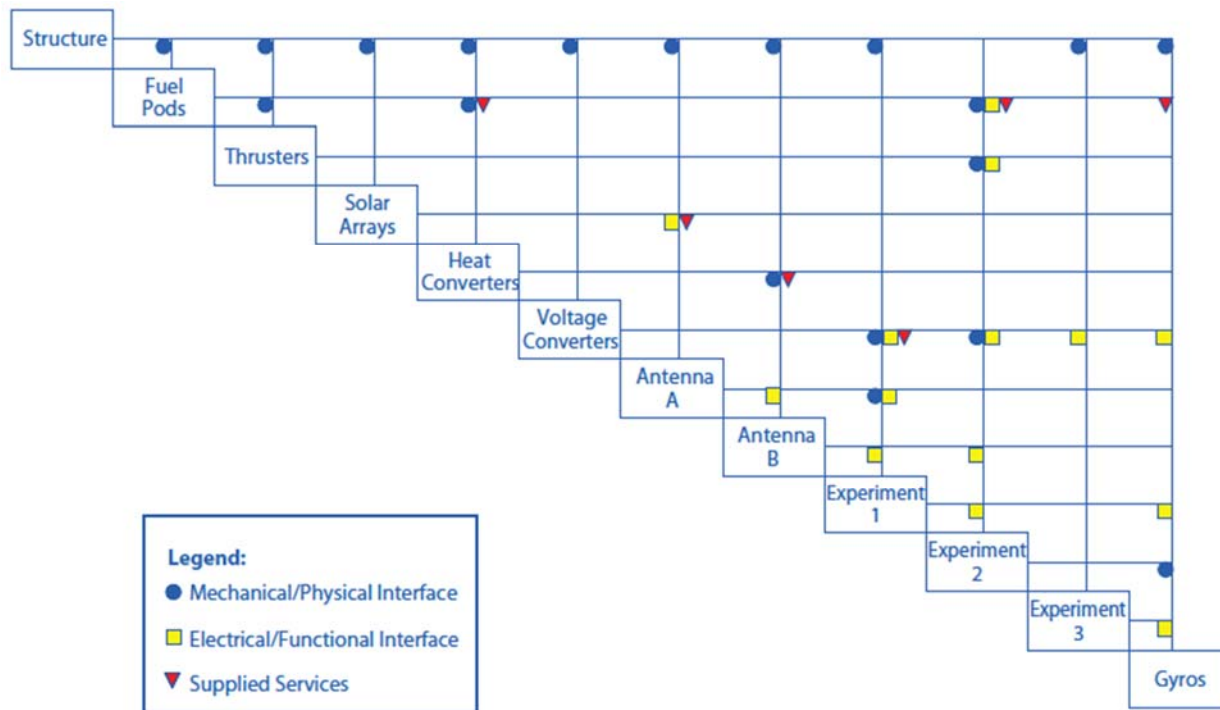 Structure
Fuel
Pods
Thrusters
Solar
Arrays
Heat
Converters
Voltage
Converters
Antenna
A
Antenna
B
Experiment
1
Experiment
2
Experiment
3
Gyros
Legend:
Mechanical/Physical Interface
Electrical/Functional Interface
Supplied Services